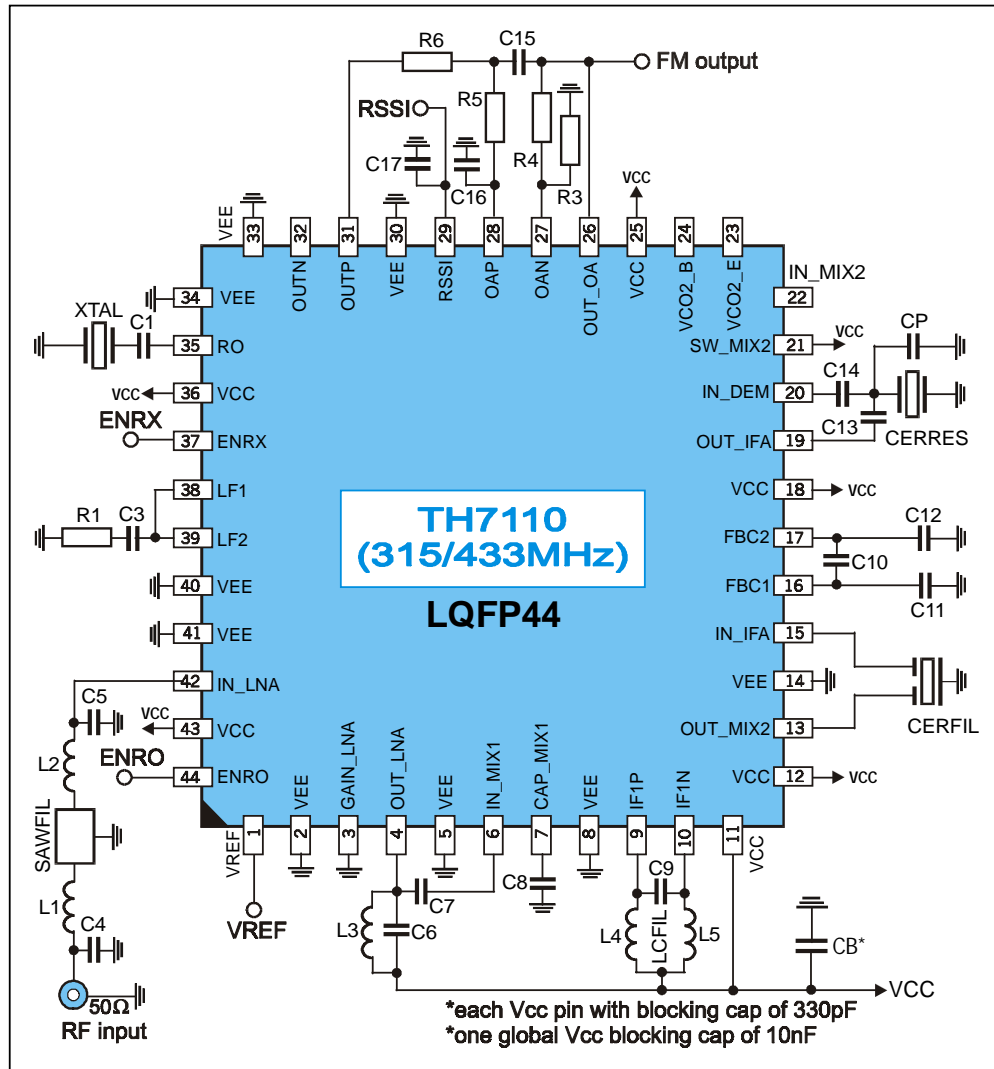 R6
C15
FM output
RSSI
R5
R4
R3
C17
C16
VCC
VEE
33
32
31
30
29
28
27
26
25
24
23
OUTN
OUTP
VEE
RSSI
OAP
OAN
OUT_OA
VCC
VCO2_B
VCO2_E
IN_MIX2
22
34
VEE
XTAL
C1
35
RO
SW_MIX2
21
VCC
CP
VCC
36
VCC
IN_DEM
20
C14
ENRX
37
ENRX
OUT_IFA
19
C13
CERRES
38
LF1
VCC
18
VCC
R1
C3
39
LF2
TH7110
(315/433MHz)
LQFP44
FBC2
17
C12
C10
40
VEE
FBC1
16
C11
41
VEE
IN_IFA
15
42
IN_LNA
VEE
14
C5
VCC
43
VCC
OUT_MIX2
13
CERFIL
L2
ENRO
44
ENRO
VCC
12
VCC
VREF
VEE
GAIN_LNA
OUT_LNA
VEE
IN_MIX1
CAP_MIX1
VEE
IF1P
IF1N
VCC
1
2
3
4
5
6
7
8
9
10
11
SAWFIL
L1
C4
50Ω
RF input
VREF
L3
C6
C7
C8
C9
L4
LCFIL
L5
CB*
VCC
*each Vcc pin with blocking cap of 330pF
*one global Vcc blocking cap of 10nF